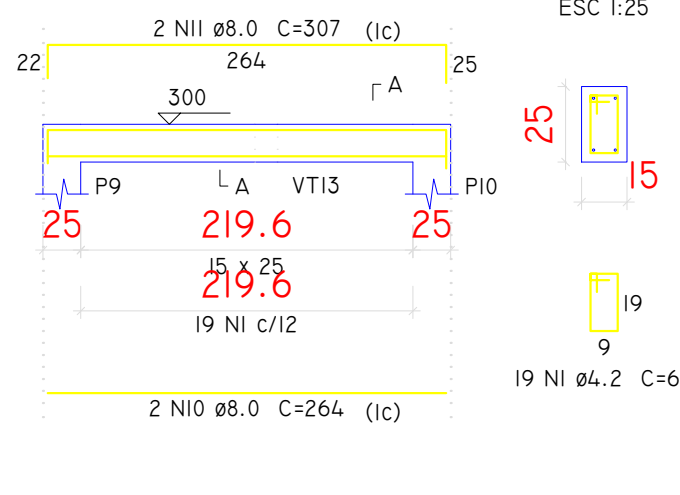 ESC 1:25
2 N11 ø8.0 C=307 (1c)
22
264
25
A
300
25
15
P9
A
VT13
P10
25
219.6
25
15 x 25
219.6
19 N1 c/12
19
9
19 N1 ø4.2 C=6
2 N10 ø8.0 C=264 (1c)